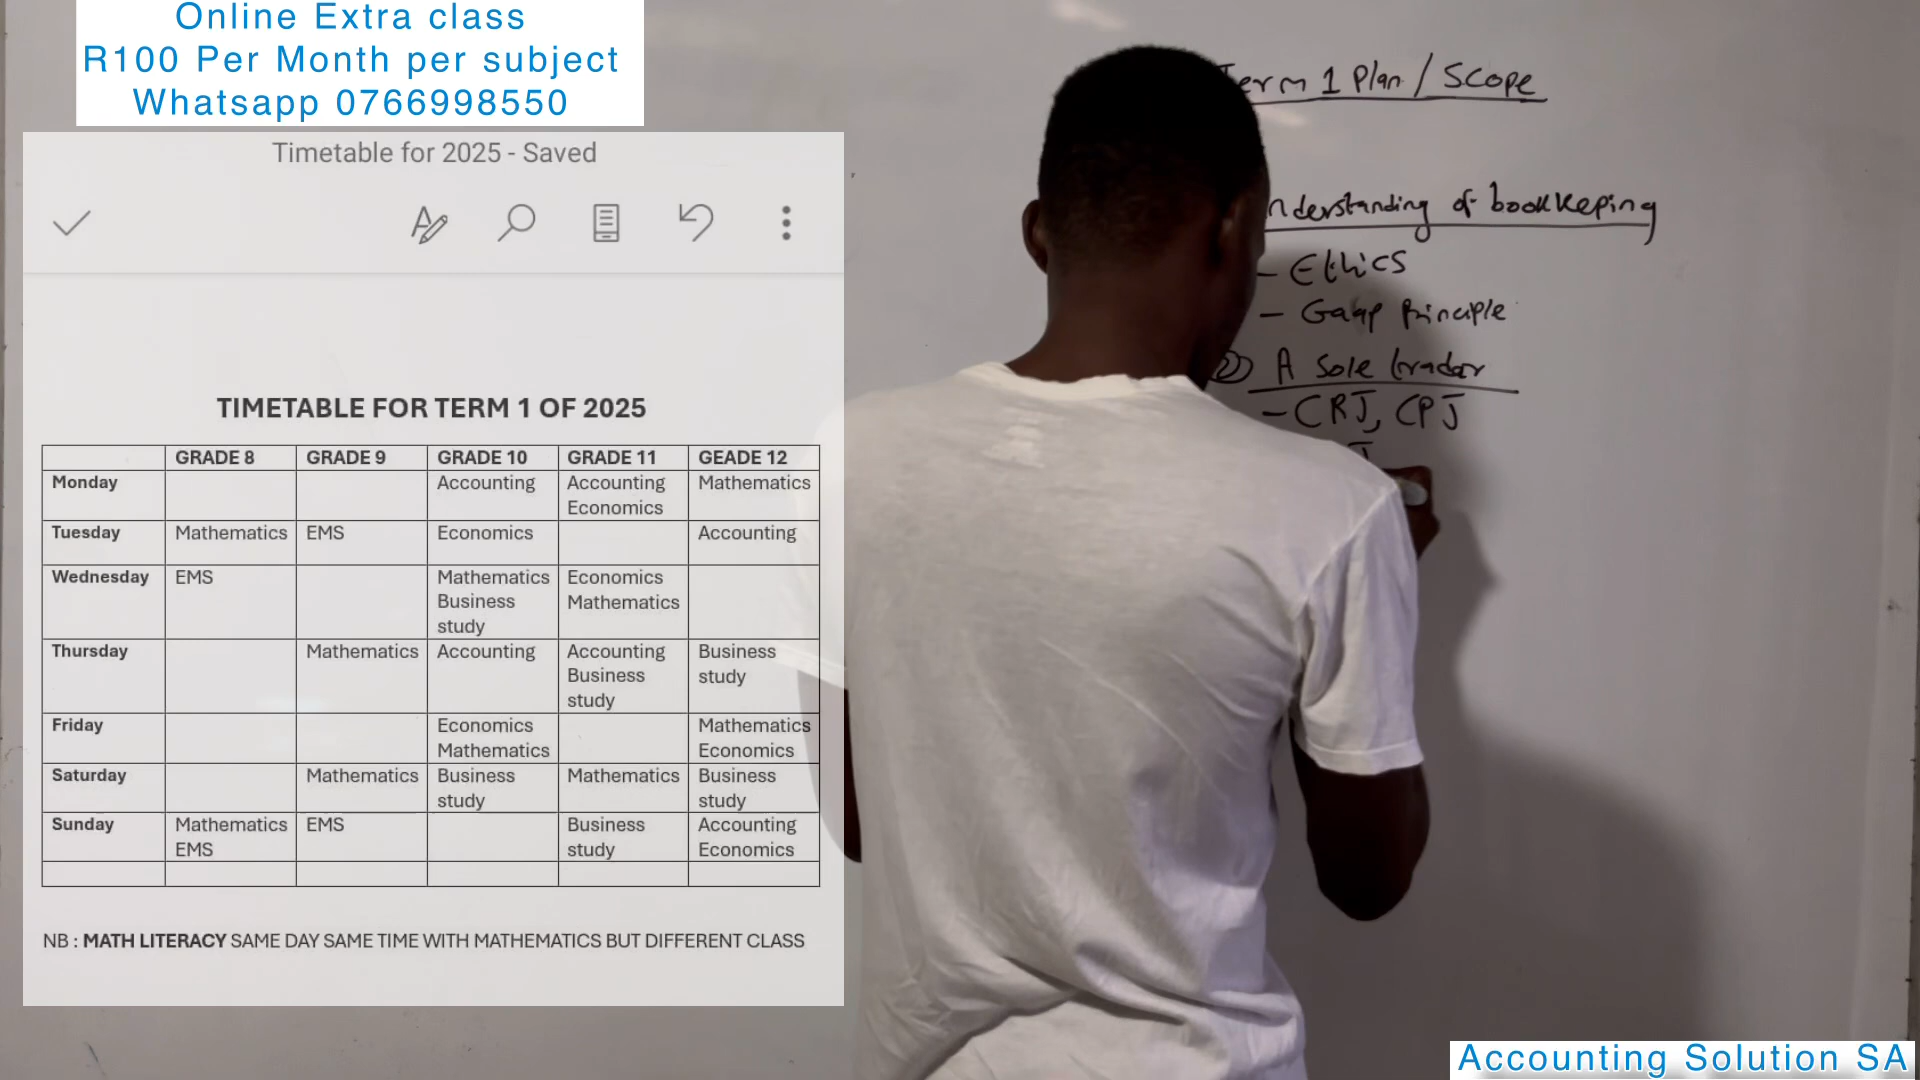 Online Extra class
R100 Per Month per subject
Whatsapp 0766998550
Timetable for 2025 - Saved
TIMETABLE FOR TERM 1 OF 2025
GRADE 8 GRADE 9 GRADE 10 GRADE 11 GEADE 12
Monday Accounting Accounting Mathematics
Economics
Tuesday Mathematics EMS Economics Accounting
Wednesday EMS Mathematics Economics
Business Mathematics
study
Thursday Mathematics Accounting Accounting Business
Business study
study
Friday Economics Mathematics
Mathematics Economics
Saturday Mathematics Business Mathematics Business
study study
Sunday Mathematics EMS Business Accounting
EMS study Economics
NB : MATH LITERACY SAME DAY SAME TIME WITH MATHEMATICS BUT DIFFERENT CLASS
Term 1 Plan / Scope
nderstanding of bookkeping
- Ethics
- Gaap Principle
② A Sole trador
- CRJ, CPJ
J
Accounting Solution SA